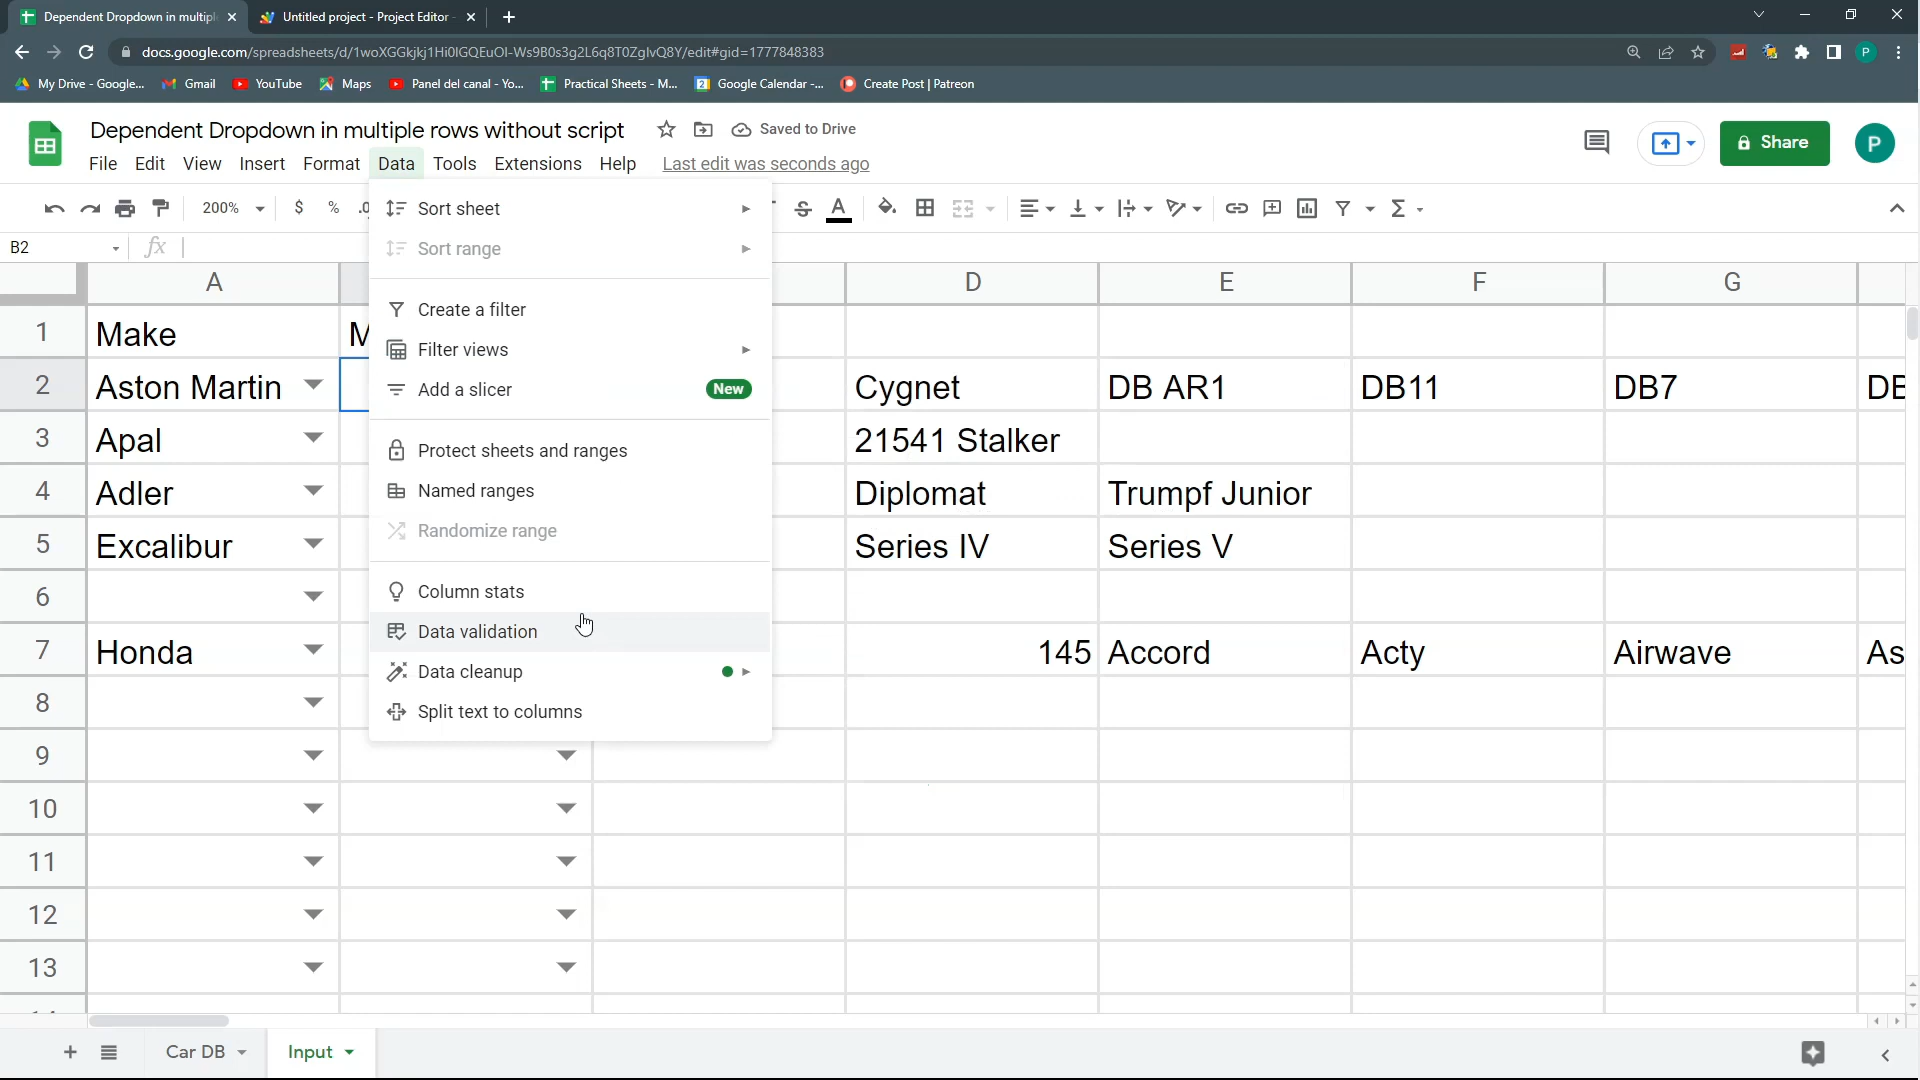 Dependent Dropdown in multipl
Untitled project - Project Editor
docs.google.com/spreadsheets/d/1woXGGkjkj1Hi0IGQEuOI-Ws9B0s3g2L6q8T0ZgIvQ8Y/edit#gid=1777848383
P
My Drive - Google...
Gmail
YouTube
Maps
Panel del canal - Yo...
Practical Sheets - M...
Google Calendar -...
Create Post | Patreon
Dependent Dropdown in multiple rows without script
Saved to Drive
Share
P
File Edit View Insert Format Data Tools Extensions Help Last edit was seconds ago
200% $ % .0
B2 fx
A D E F G
1 Make M
2 Aston Martin Cygnet DB AR1 DB11 DB7 DB
3 Apal 21541 Stalker
4 Adler Diplomat Trumpf Junior
5 Excalibur Series IV Series V
6
7 Honda 145 Accord Acty Airwave As
8
9
10
11
12
13
Sort sheet
Sort range
Create a filter
Filter views
Add a slicer New
Protect sheets and ranges
Named ranges
Randomize range
Column stats
Data validation
Data cleanup
Split text to columns
Car DB Input